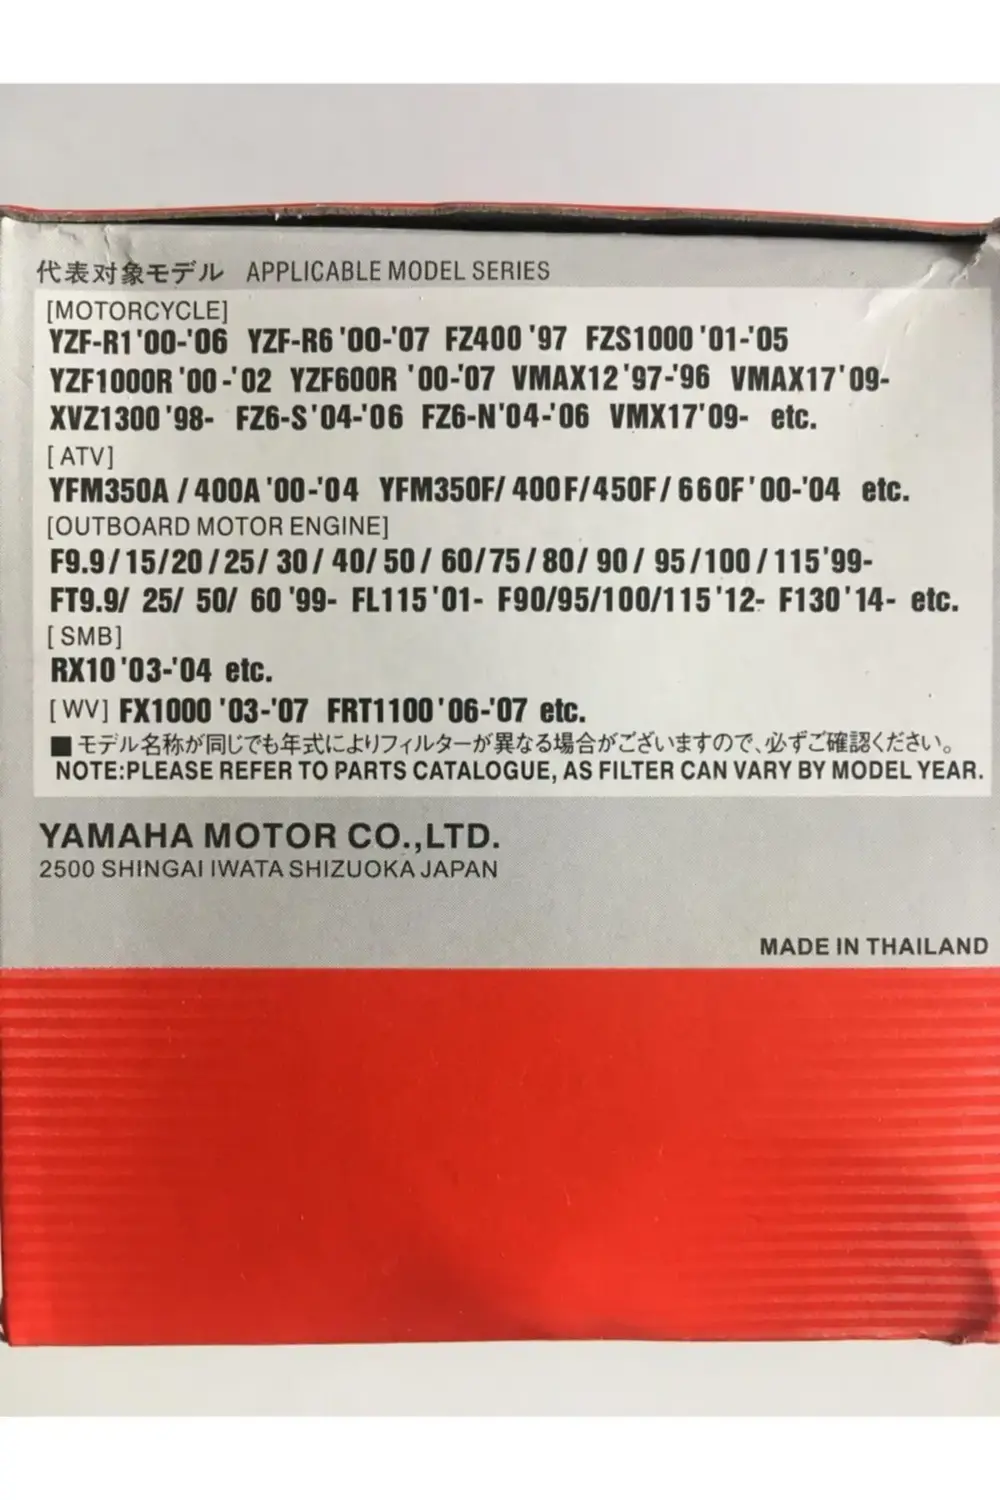 代表対象モデル APPLICABLE MODEL SERIES
[MOTORCYCLE]
YZF-R1 '00-'06 YZF-R6 '00-'07 FZ400 '97 FZS1000 '01-'05
YZF1000R '00-'02 YZF600R '00-'07 VMAX12 '97-'96 VMAX17 '09-
XVZ1300 '98- FZ6-S '04-'06 FZ6-N '04-'06 VMX17 '09- etc.
[ATV]
YFM350A / 400A '00-'04 YFM350F/ 400F/450F/ 660F '00-'04 etc.
[OUTBOARD MOTOR ENGINE]
F9.9/15/20/25/30/40/50/60/75/80/90/95/100/115 '99-
FT9.9/ 25/ 50/ 60 '99- FL115 '01- F90/95/100/115 '12- F130 '14- etc.
[SMB]
RX10 '03-'04 etc.
[WV] FX1000 '03-'07 FRT1100 '06-'07 etc.
■モデル名称が同じでも年式によりフィルターが異なる場合がございますので、必ずご確認ください。
NOTE:PLEASE REFER TO PARTS CATALOGUE, AS FILTER CAN VARY BY MODEL YEAR.
YAMAHA MOTOR CO.,LTD.
2500 SHINGAI IWATA SHIZUOKA JAPAN
MADE IN THAILAND